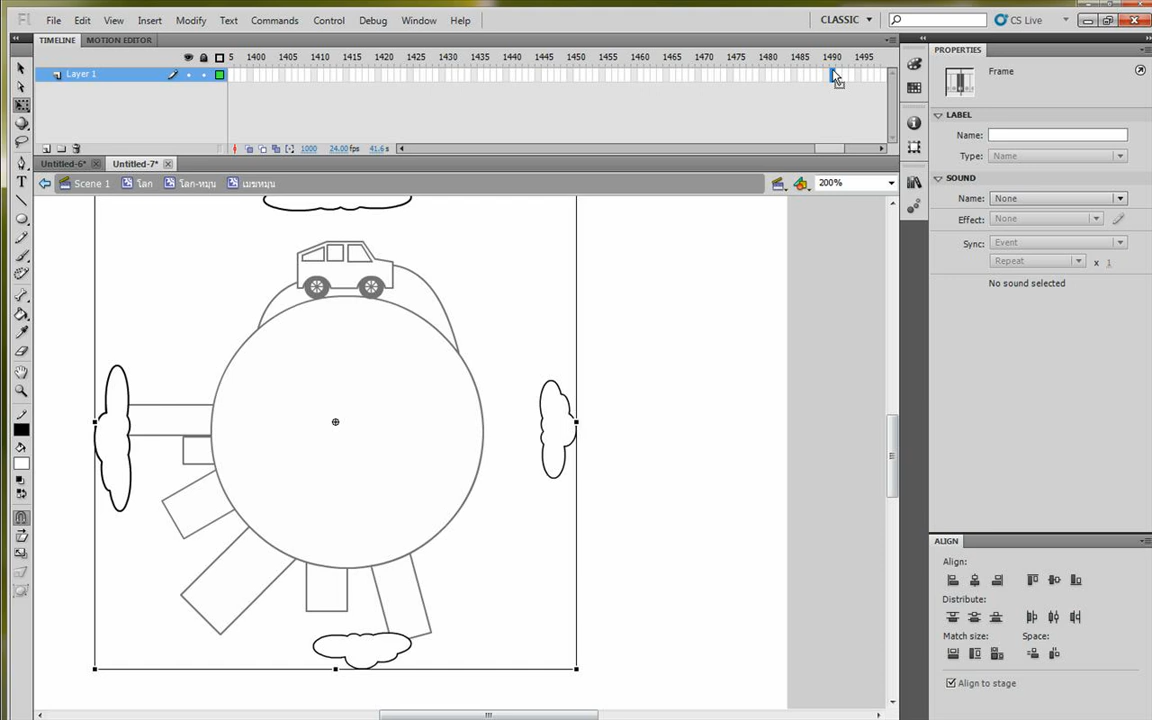 Fl File Edit View Insert Modify Text Commands Control Debug Window Help CLASSIC CS Live
TIMELINE MOTION EDITOR
5 1400 1405 1410 1415 1420 1425 1430 1435 1440 1445 1450 1455 1460 1465 1470 1475 1480 1485 1490 1495
Layer 1
1000 24.00 fps 41.6 s
Untitled-6* Untitled-7*
Scene 1 โลก โลก-หมุน เมฆหมุน 200%
T
PROPERTIES
Frame
LABEL
Name:
Type: Name
SOUND
Name: None
Effect: None
Sync: Event
Repeat x 1
No sound selected
ALIGN
Align:
Distribute:
Match size: Space:
Align to stage